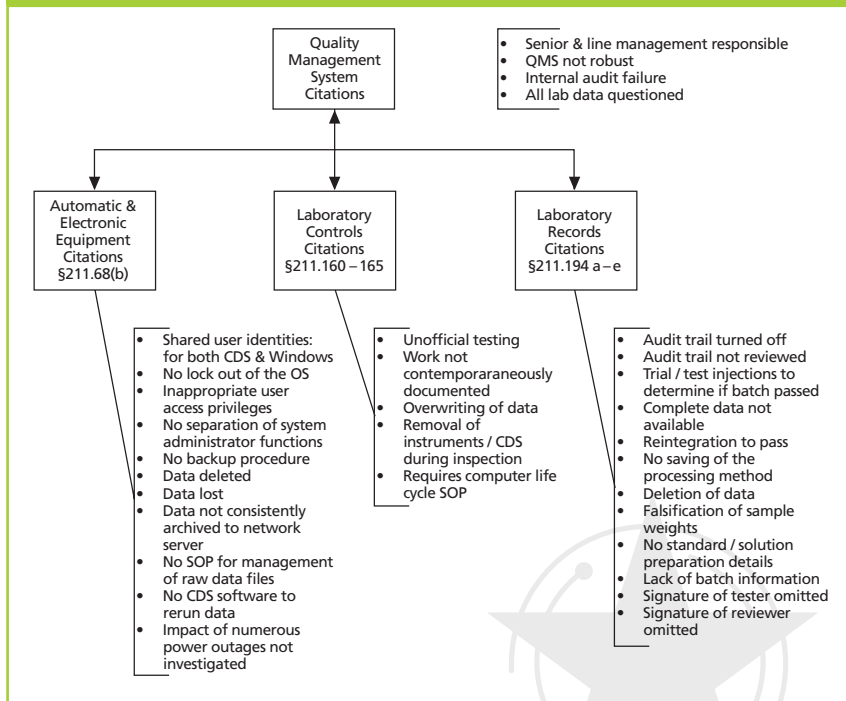 Quality
Management
System
Citations
• Senior & line management responsible
• QMS not robust
• Internal audit failure
• All lab data questioned
Automatic &
Electronic
Equipment
Citations
§211.68(b)
Laboratory
Controls
Citations
§211.160 – 165
Laboratory
Records
Citations
§211.194 a – e
• Shared user identities:
for both CDS & Windows
• No lock out of the OS
• Inappropriate user
access privileges
• No separation of system
administrator functions
• No backup procedure
• Data deleted
• Data lost
• Data not consistently
archived to network
server
• No SOP for management
of raw data files
• No CDS software to
rerun data
• Impact of numerous
power outages not
investigated
• Unofficial testing
• Work not
contemporaraneously
documented
• Overwriting of data
• Removal of
instruments / CDS
during inspection
• Requires computer life
cycle SOP
• Audit trail turned off
• Audit trail not reviewed
• Trial / test injections to
determine if batch passed
• Complete data not
available
• Reintegration to pass
• No saving of the
processing method
• Deletion of data
• Falsification of sample
weights
• No standard / solution
preparation details
• Lack of batch information
• Signature of tester omitted
• Signature of reviewer
omitted